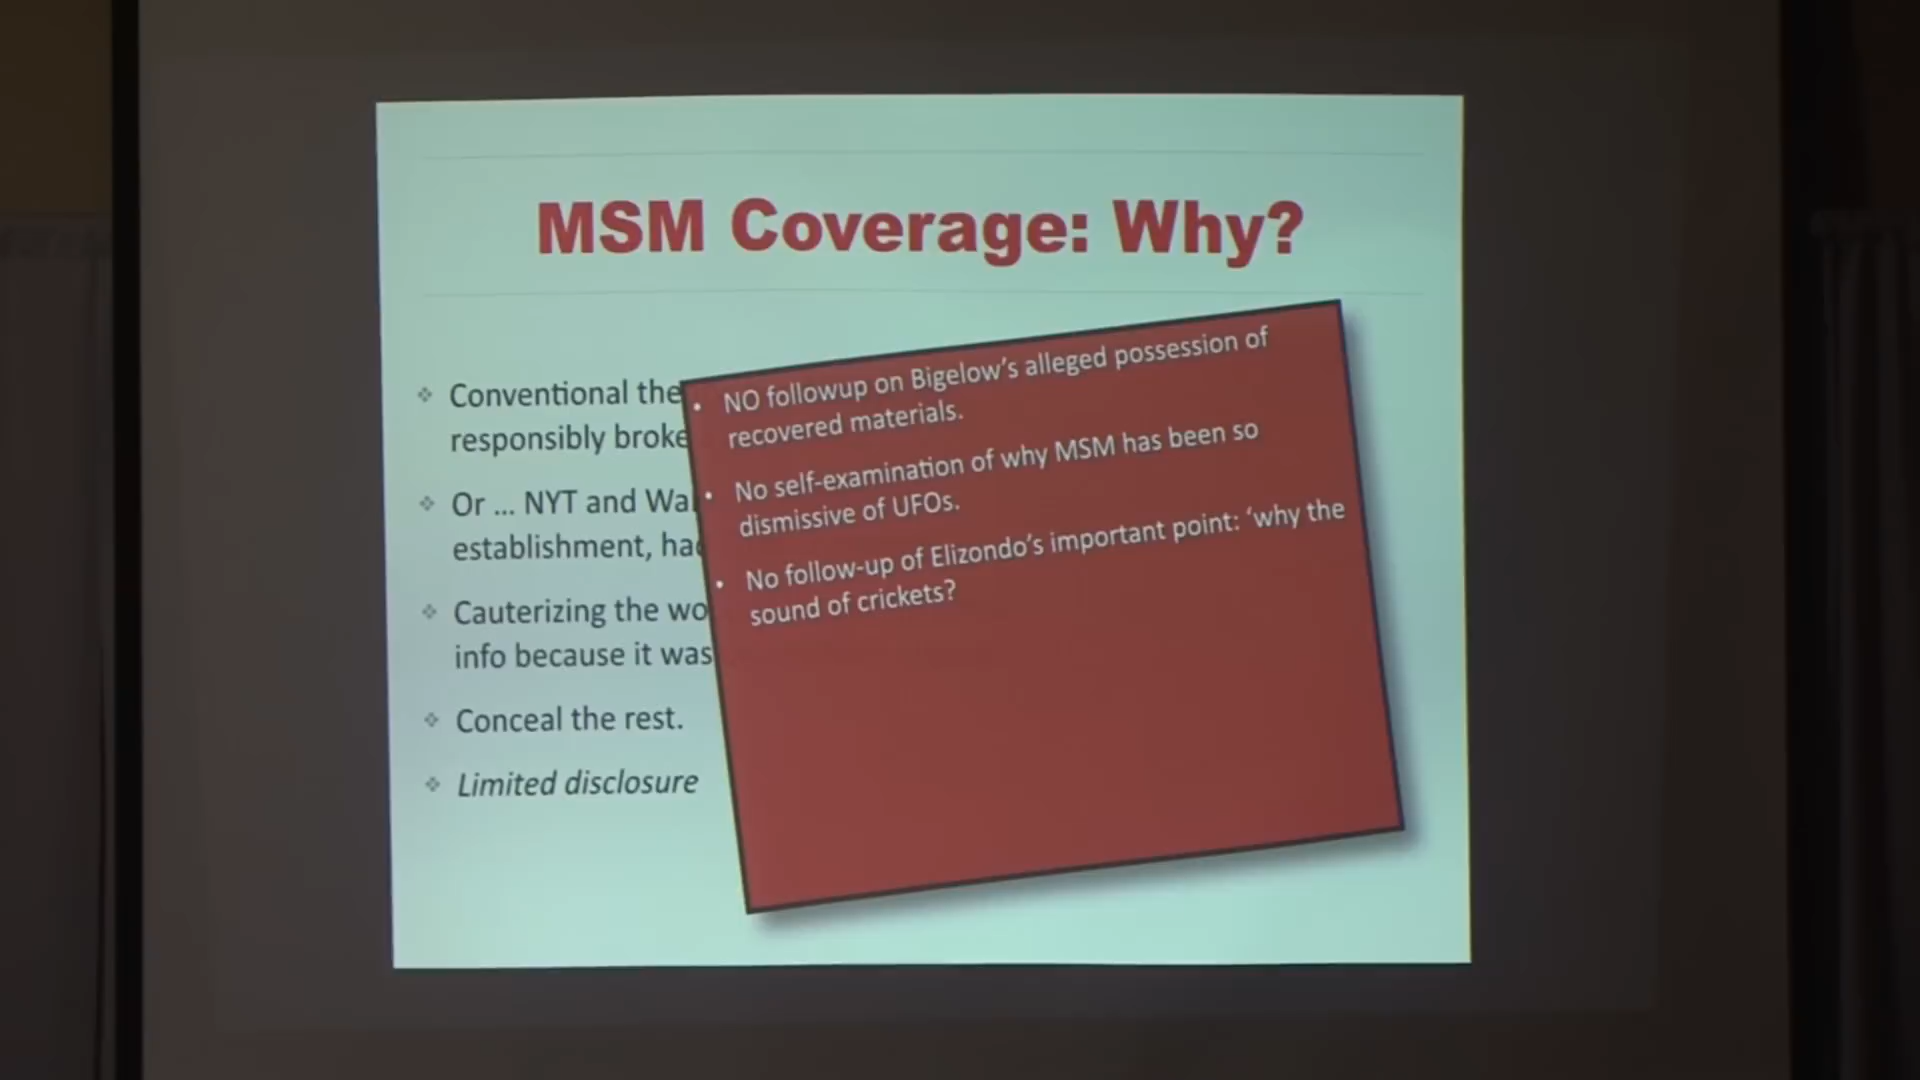 MSM Coverage: Why?
❖ Conventional the
responsibly broke
❖ Or ... NYT and Wa
establishment, had
❖ Cauterizing the wo
info because it was
❖ Conceal the rest.
❖ Limited disclosure
• NO followup on Bigelow's alleged possession of
recovered materials.
• No self-examination of why MSM has been so
dismissive of UFOs.
• No follow-up of Elizondo's important point: ‘why the
sound of crickets?